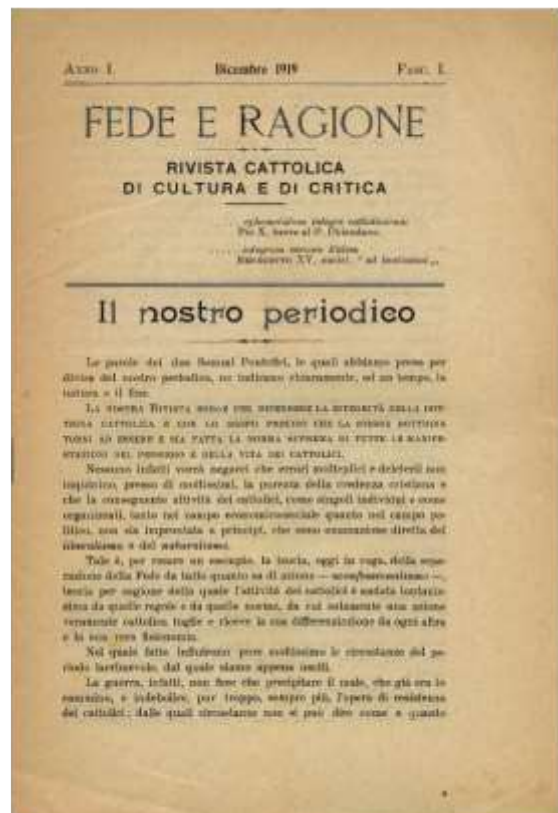 ANNO I. Dicembre 1919 FASC. I.
FEDE E RAGIONE
RIVISTA CATTOLICA
DI CULTURA E DI CRITICA
Pio X,
BENEDETTO XV,
Il nostro periodico
Le parole dei due Sommi Pontefici, le quali abbiamo preso per
divisa del nostro periodico, ne indicano chiaramente, ad un tempo, la
natura e il fine.
LA NOSTRA RIVISTA SORGE PER DIFENDERE LA INTEGRITÀ DELLA DOT-
TRINA CATTOLICA E CON LO SCOPO PRECISO CHE LA STESSA DOTTRINA
TORNI AD ESSERE E SIA FATTA LA NORMA SUPREMA DI TUTTE LE MANIFE-
STAZIONI DEL PENSIERO E DELLA VITA DEI CATTOLICI.
Nessuno infatti vorrà negarci che errori molteplici e deleterii non
inquinino, presso di moltissimi, la purezza della credenza cristiana e
che la conseguente attività dei cattolici, come singoli individui e come
organizzati, tanto nel campo economico-sociale quanto nel campo po-
litico, non sia improntata a principî, che sono emanazione diretta del
liberalismo e del naturalismo.
Tale è, per recare un esempio, la teoria, oggi in voga, della sepa-
razione della Fede da tutto quanto sa di azione — aconfessionalismo —,
teoria per cagione della quale l'attività dei cattolici è andata lontanis-
sima da quelle regole e da quelle norme, da cui solamente una azione
veramente cattolica toglie e riceve la sua differenziazione da ogni altra
e la sua vera fisionomia.
Nel quale fatto influirono pure moltissimo le circostanze del pe-
riodo dal quale siamo appena usciti.
La guerra, infatti, non fece che precipitare il male, che già era in
cammino, e indebolire, pur troppo, sempre più, l'opera di resistenza
dei cattolici; dalle quali circostanze non si può dire come e quanto